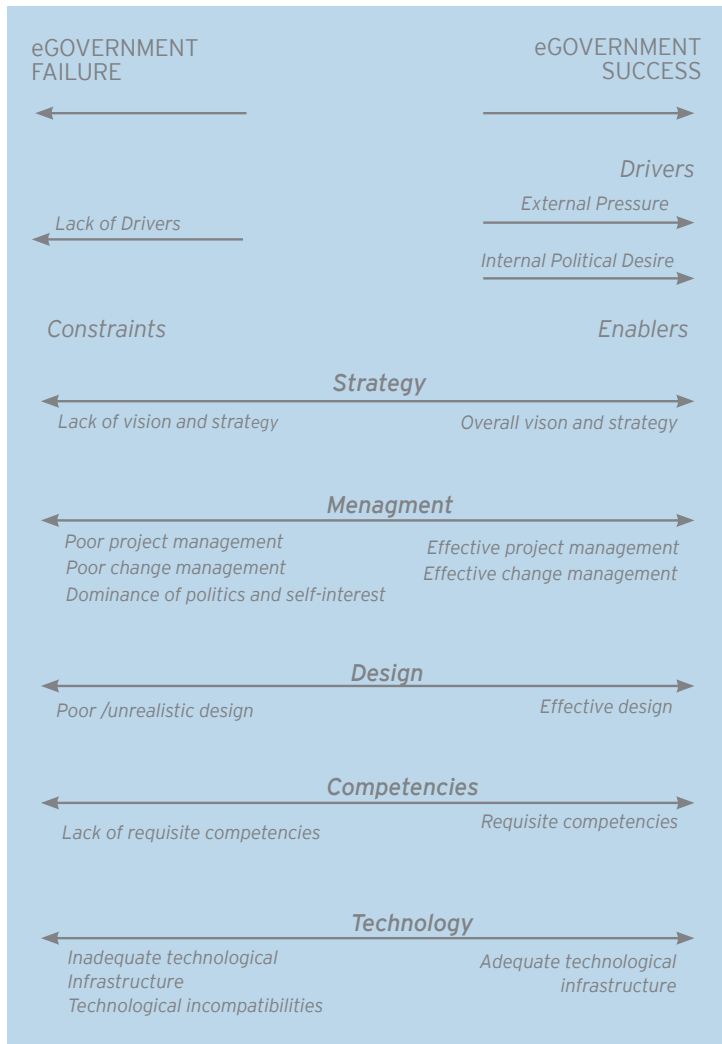 eGOVERNMENT
FAILURE
eGOVERNMENT
SUCCESS
Drivers
External Pressure
Lack of Drivers
Internal Political Desire
Constraints
Enablers
Strategy
Lack of vision and strategy
Overall vison and strategy
Menagment
Poor project management
Poor change management
Dominance of politics and self-interest
Effective project management
Effective change management
Design
Poor /unrealistic design
Effective design
Competencies
Lack of requisite competencies
Requisite competencies
Technology
Inadequate technological
Infrastructure
Technological incompatibilities
Adequate technological
infrastructure